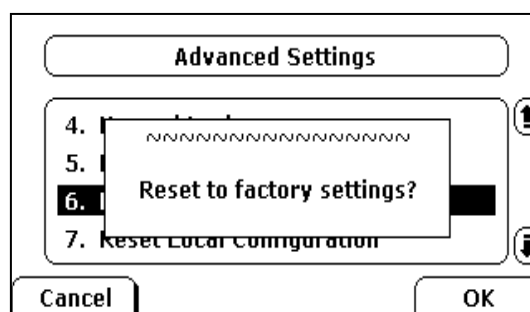 Advanced Settings
4.
5.
~~~~~~~~~~~~~~~~
Reset to factory settings?
6.
7. Reset Local Configuration
Cancel
OK